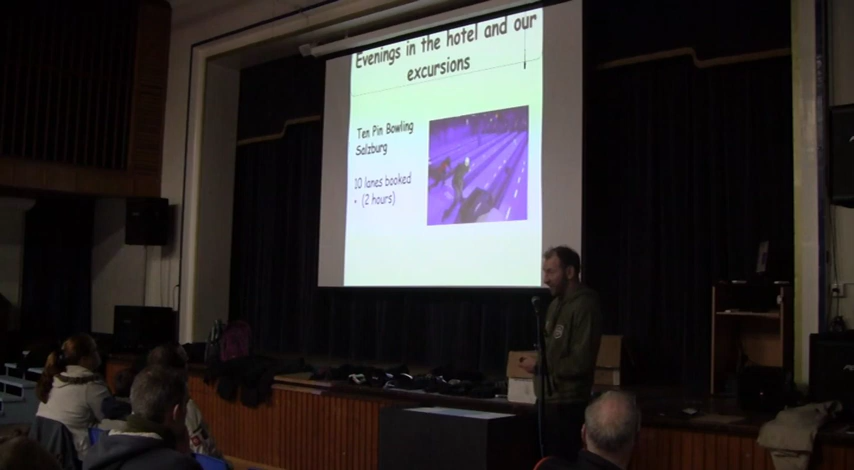 Evenings in the hotel and our
excursions
Ten Pin Bowling
Salzburg
10 lanes booked
• (2 hours)